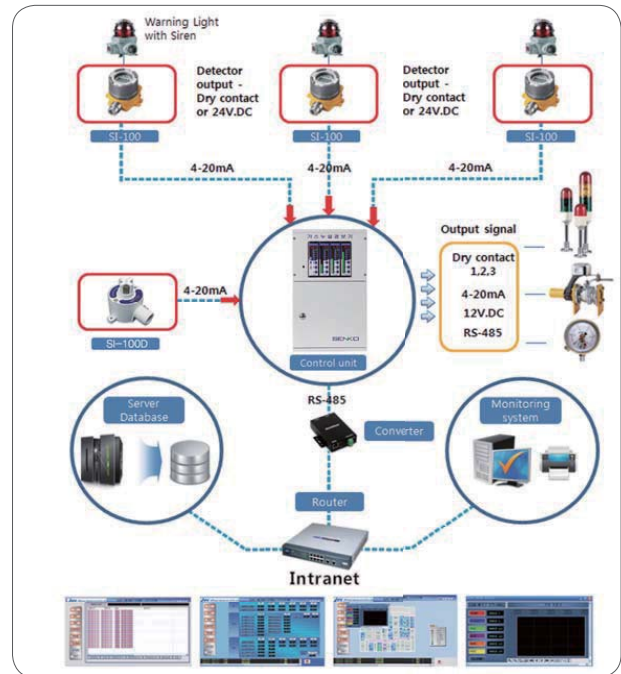 Warning Light
with Siren
Detector
output -
Dry contact
or 24V.DC
Detector
output -
Dry contact
or 24V.DC
SI-100
SI-100
SI-100
4-20mA
4-20mA
4-20mA
Output signal
Dry contact
1,2,3
4-20mA
12V.DC
RS-485
4-20mA
SI-100D
SENKO
Control unit
RS-485
Server
Database
Converter
Monitoring
system
Router
Intranet